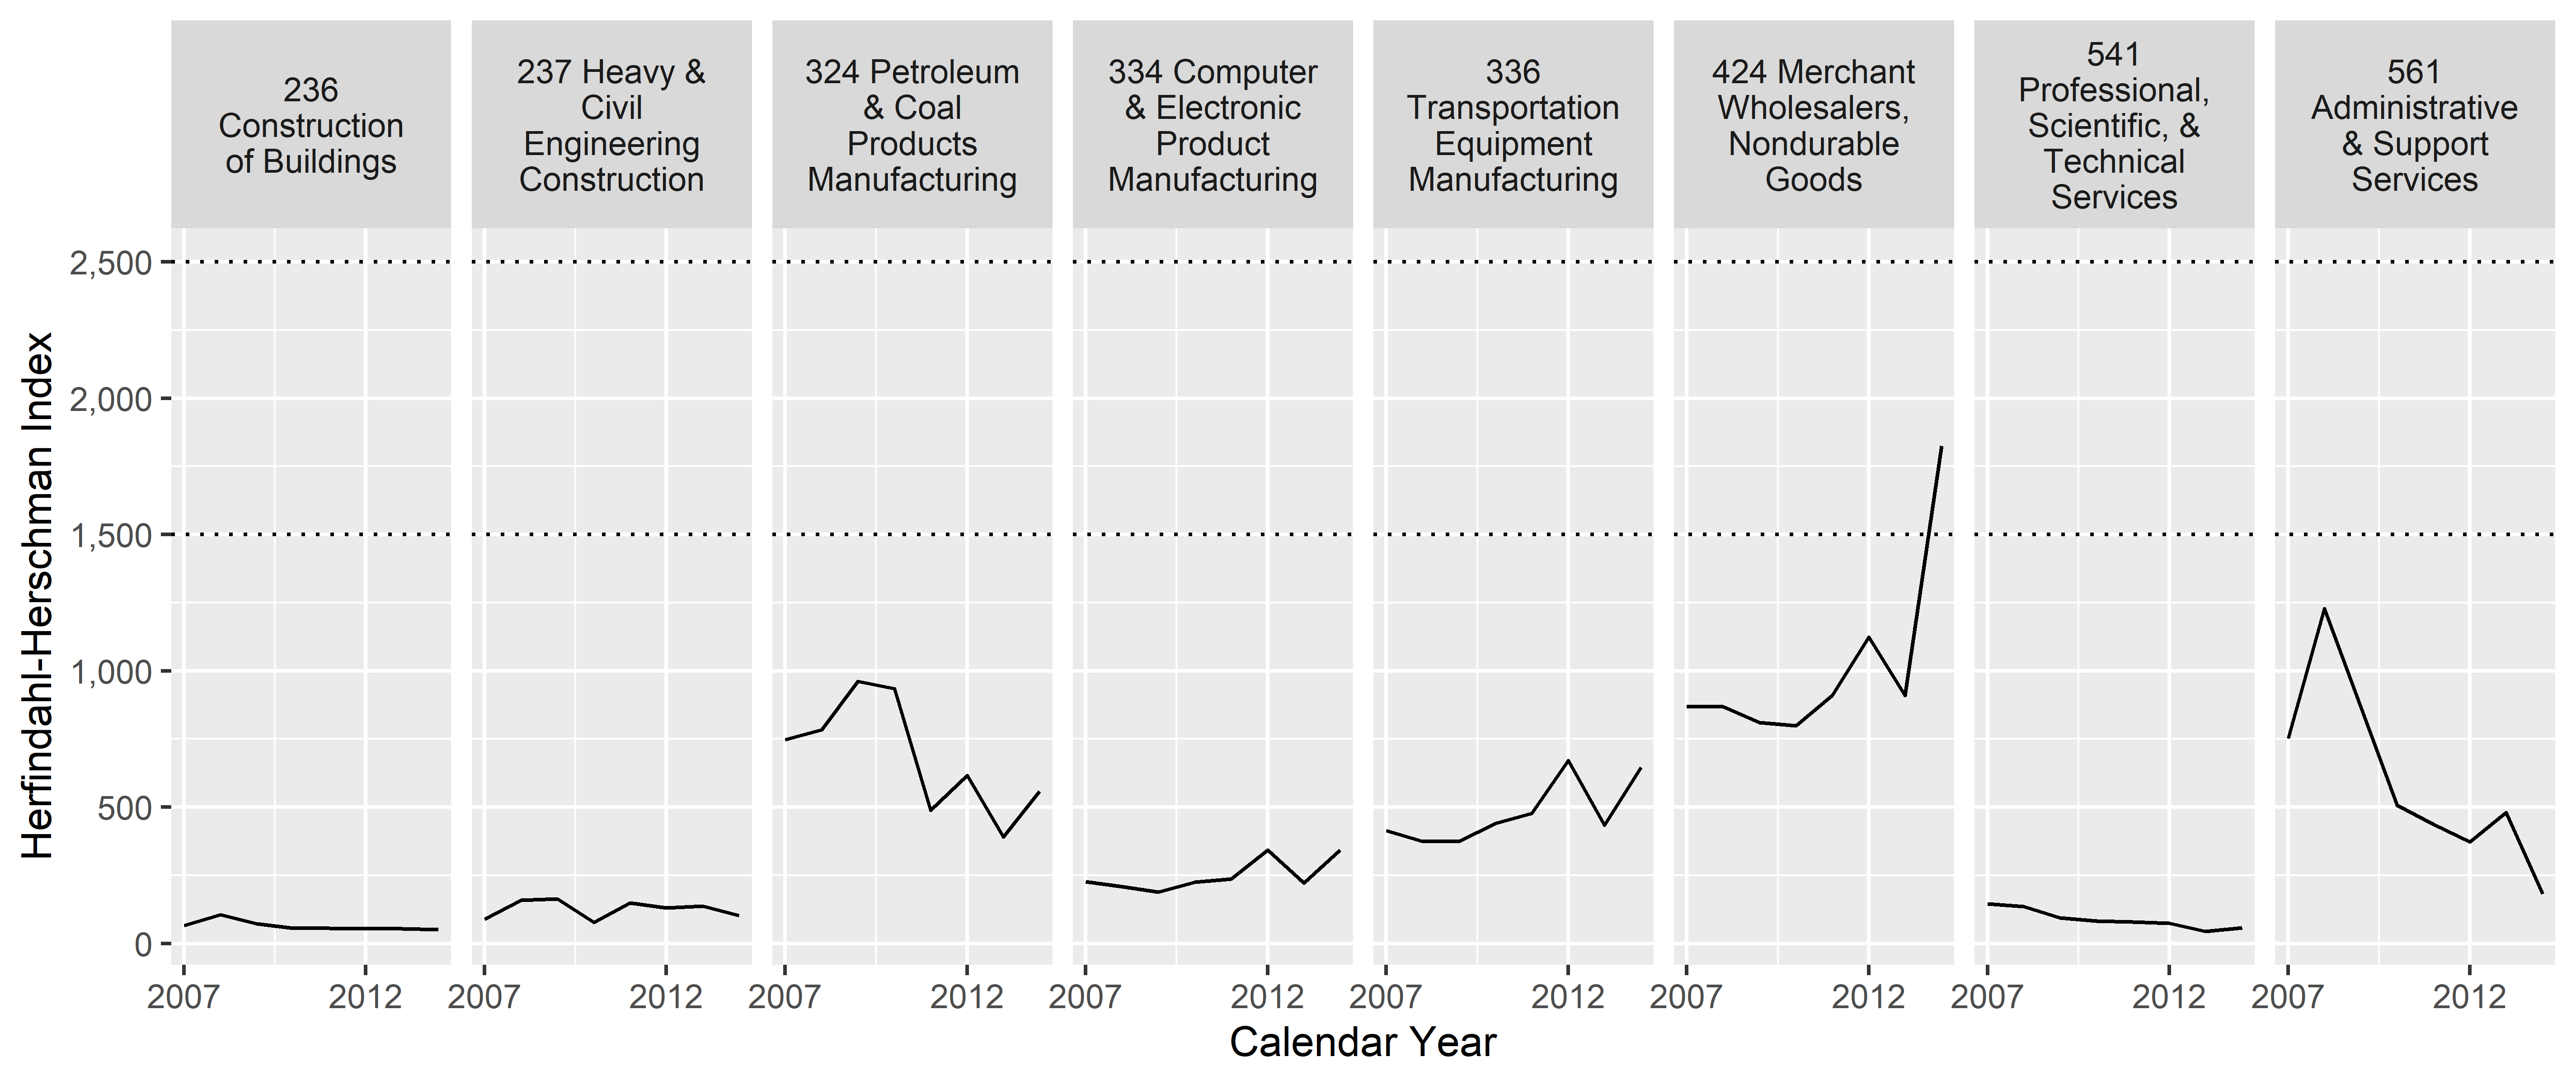 236
Construction
of Buildings
237 Heavy &
Civil
Engineering
Construction
324 Petroleum
& Coal
Products
Manufacturing
334 Computer
& Electronic
Product
Manufacturing
336
Transportation
Equipment
Manufacturing
424 Merchant
Wholesalers,
Nondurable
Goods
541
Professional,
Scientific, &
Technical
Services
561
Administrative
& Support
Services
Herfindahl-Herschman Index
2,500
2,000
1,500
1,000
500
0
2007 2012 2007 2012 2007 2012 2007 2012 2007 2012 2007 2012 2007 2012 2007 2012
Calendar Year